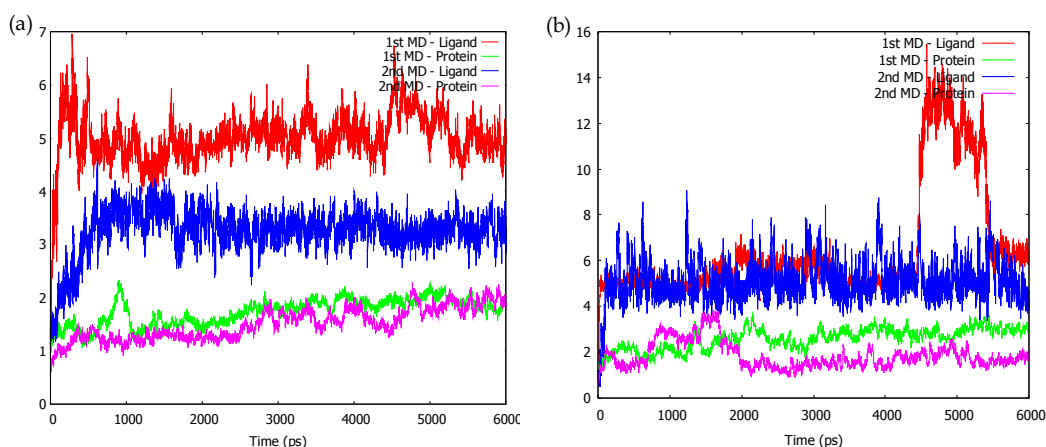 (a)
7
6
5
4
3
2
1
0
1st MD - Ligand
1st MD - Protein
2nd MD - Ligand
2nd MD - Protein
0 1000 2000 3000 4000 5000 6000
Time (ps)
(b)
16
14
12
10
8
6
4
2
0
1st MD - Ligand
1st MD - Protein
2nd MD - Ligand
2nd MD - Protein
0 1000 2000 3000 4000 5000 6000
Time (ps)